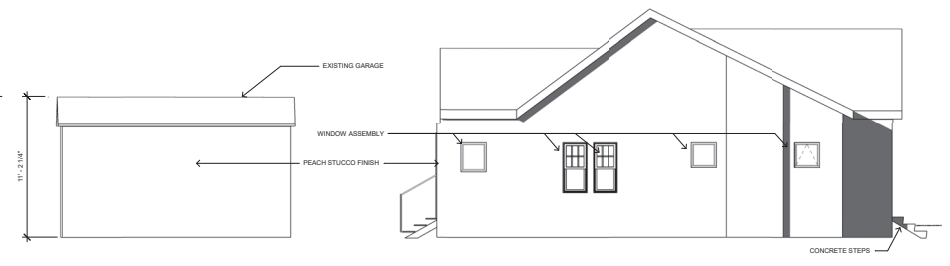 EXISTING GARAGE
WINDOW ASSEMBLY
PEACH STUCCO FINISH
11' - 2 1/4"
CONCRETE STEPS